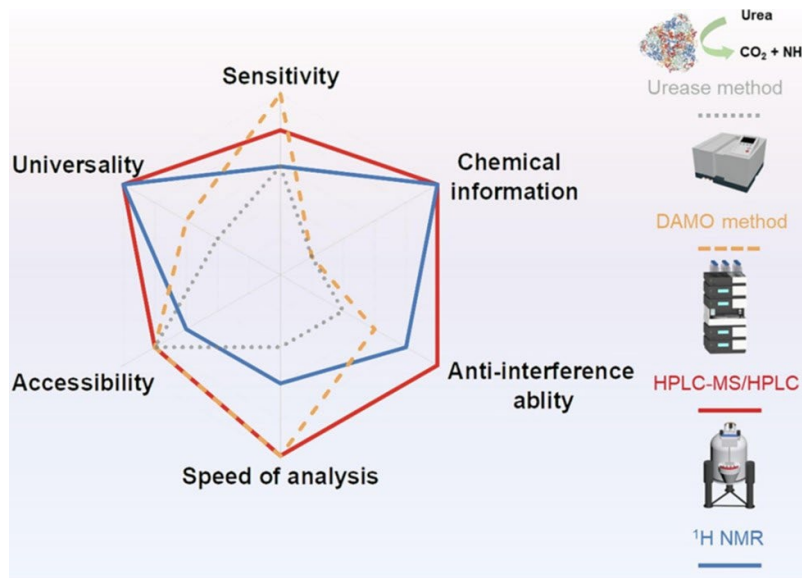 Urea
CO₂ + NH
Urease method
Sensitivity
Universality
Chemical
information
DAMO method
Accessibility
Anti-interference
ablity
HPLC-MS/HPLC
Speed of analysis
¹H NMR